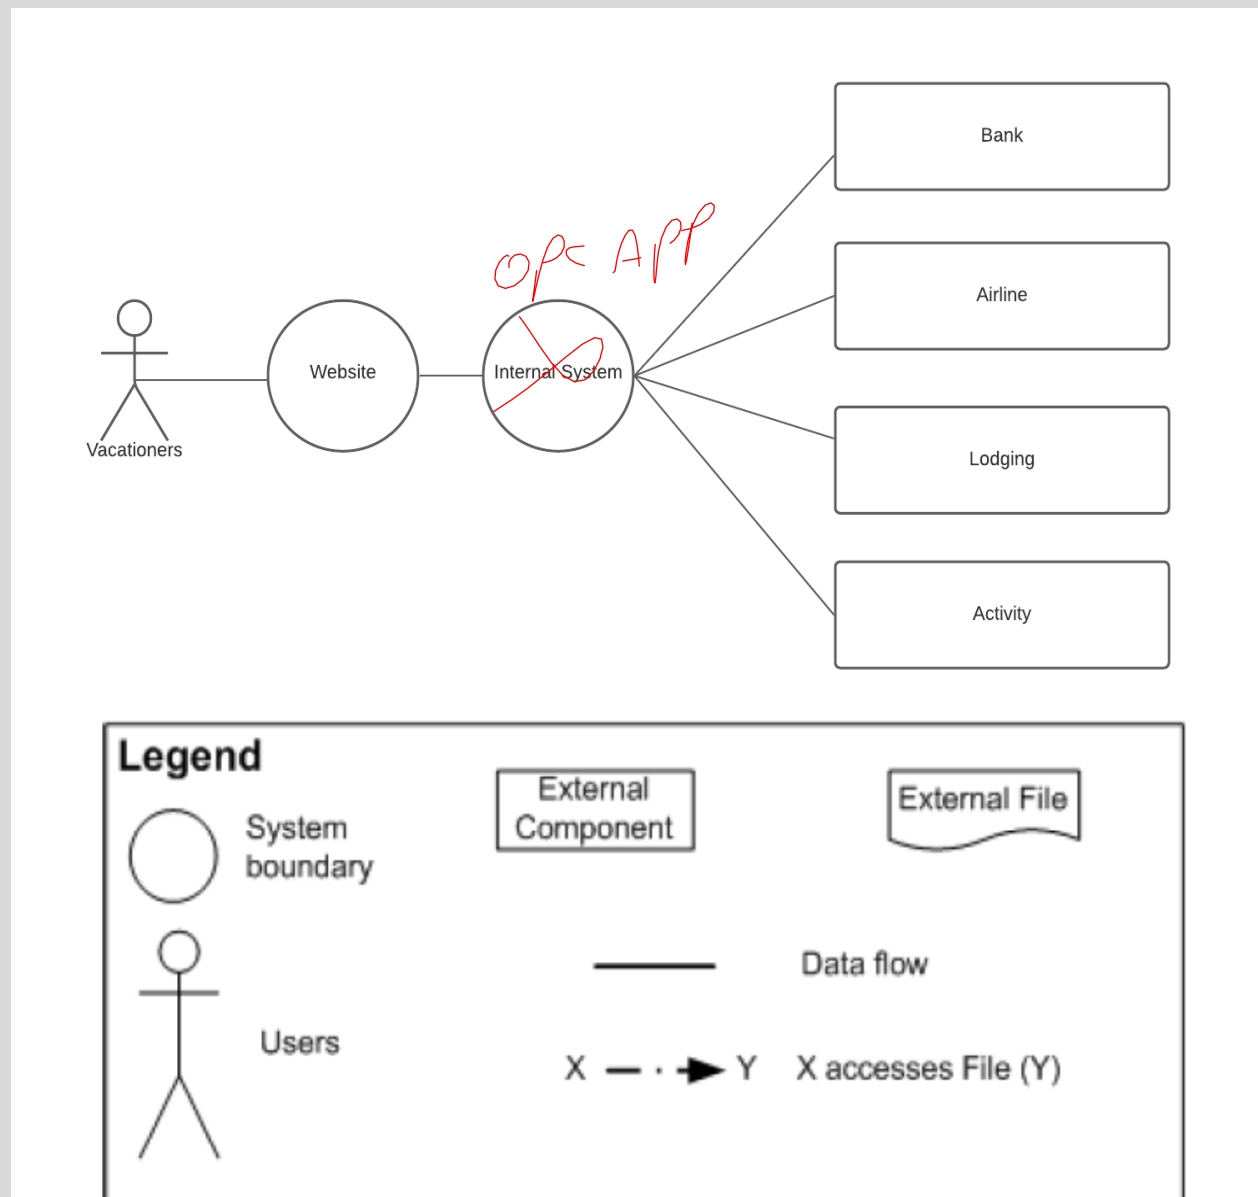 Bank
OPC APP
Airline
Website
Internal System
Vacationers
Lodging
Activity
Legend
System
boundary
External
Component
External File
Data flow
Users
X Y X accesses File (Y)